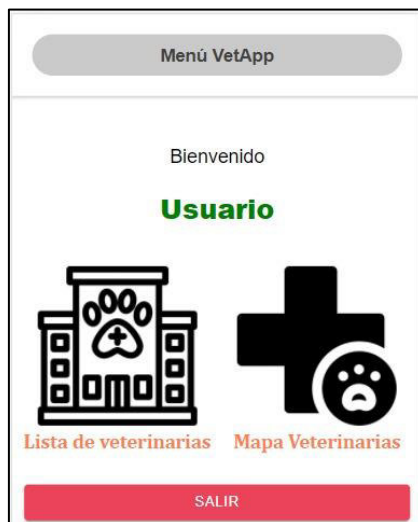 Menú VetApp
Bienvenido
Usuario
Lista de veterinarias Mapa Veterinarias
SALIR